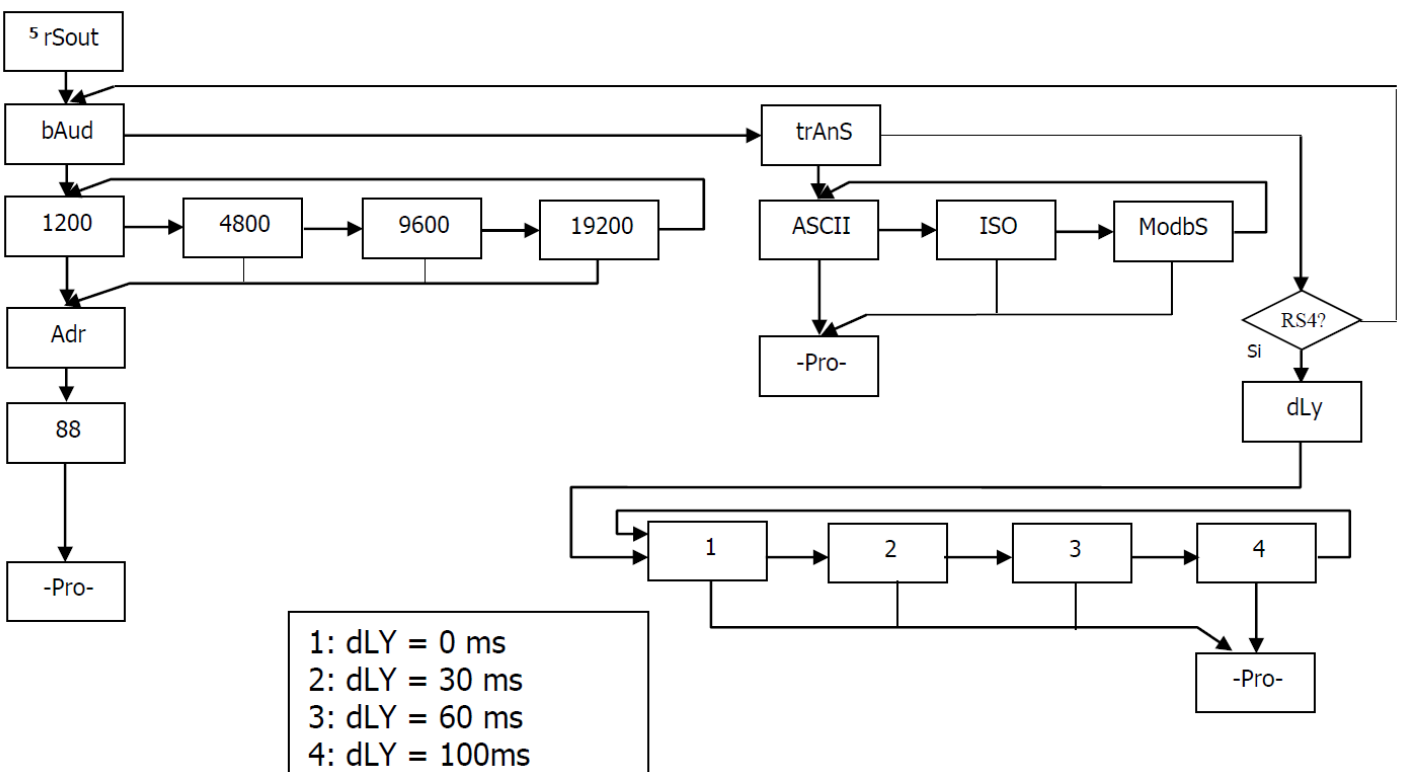 5 rSout
bAud
trAnS
1200
4800
9600
19200
ASCII
ISO
ModbS
Adr
RS4?
-Pro-
Si
dLy
88
1
2
3
4
-Pro-
-Pro-
1: dLY = 0 ms
2: dLY = 30 ms
3: dLY = 60 ms
4: dLY = 100ms